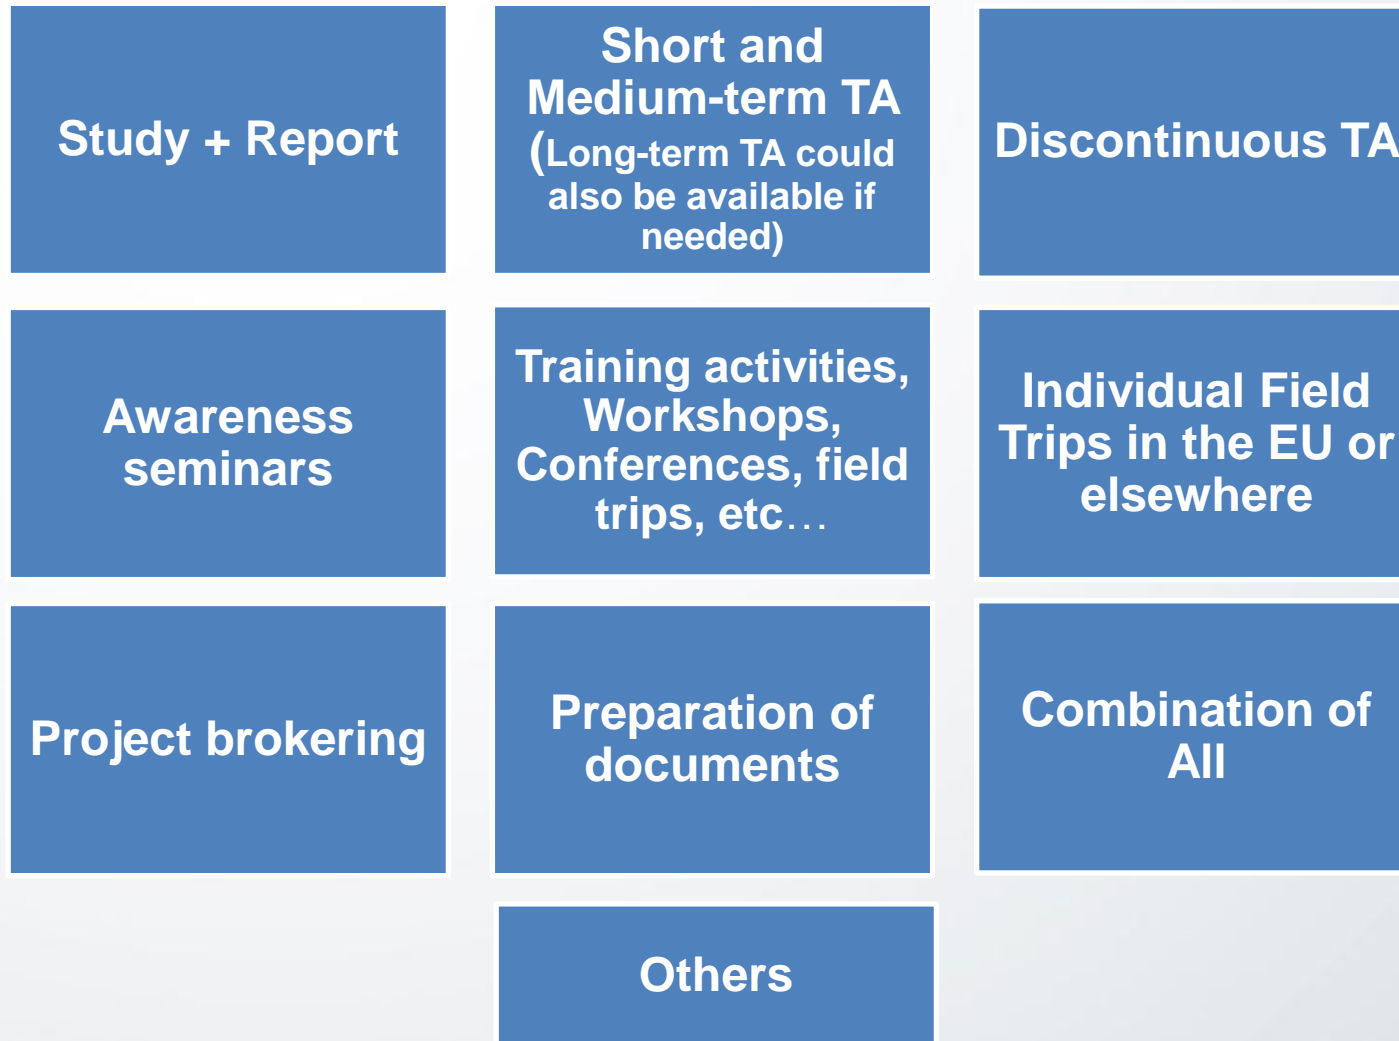 Study + Report
Short and
Medium-term TA
(Long-term TA could
also be available if
needed)
Discontinuous TA
Awareness
seminars
Training activities,
Workshops,
Conferences, field
trips, etc…
Individual Field
Trips in the EU or
elsewhere
Project brokering
Preparation of
documents
Combination of
All
Others